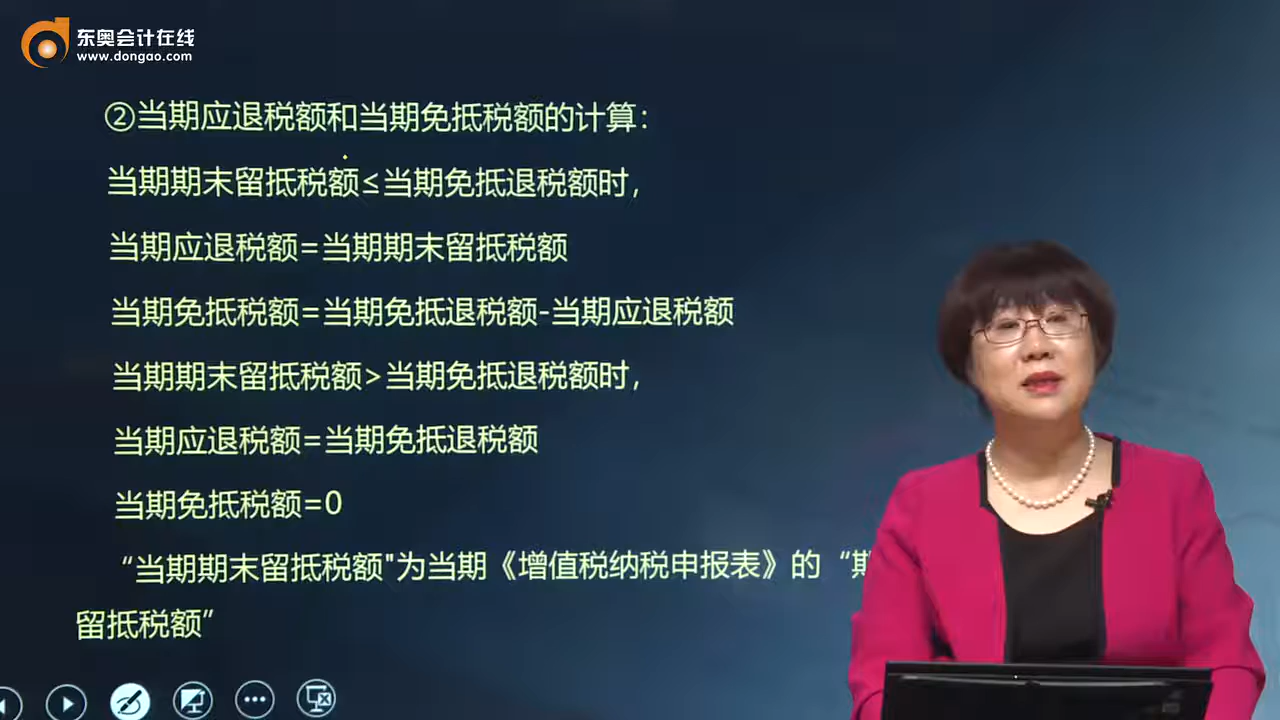 东奥会计在线
www.dongao.com
②当期应退税额和当期免抵税额的计算：
当期期末留抵税额≤当期免抵退税额时，
当期应退税额=当期期末留抵税额
当期免抵税额=当期免抵退税额-当期应退税额
当期期末留抵税额>当期免抵退税额时，
当期应退税额=当期免抵退税额
当期免抵税额=0
“当期期末留抵税额"为当期《增值税纳税申报表》的“
留抵税额”